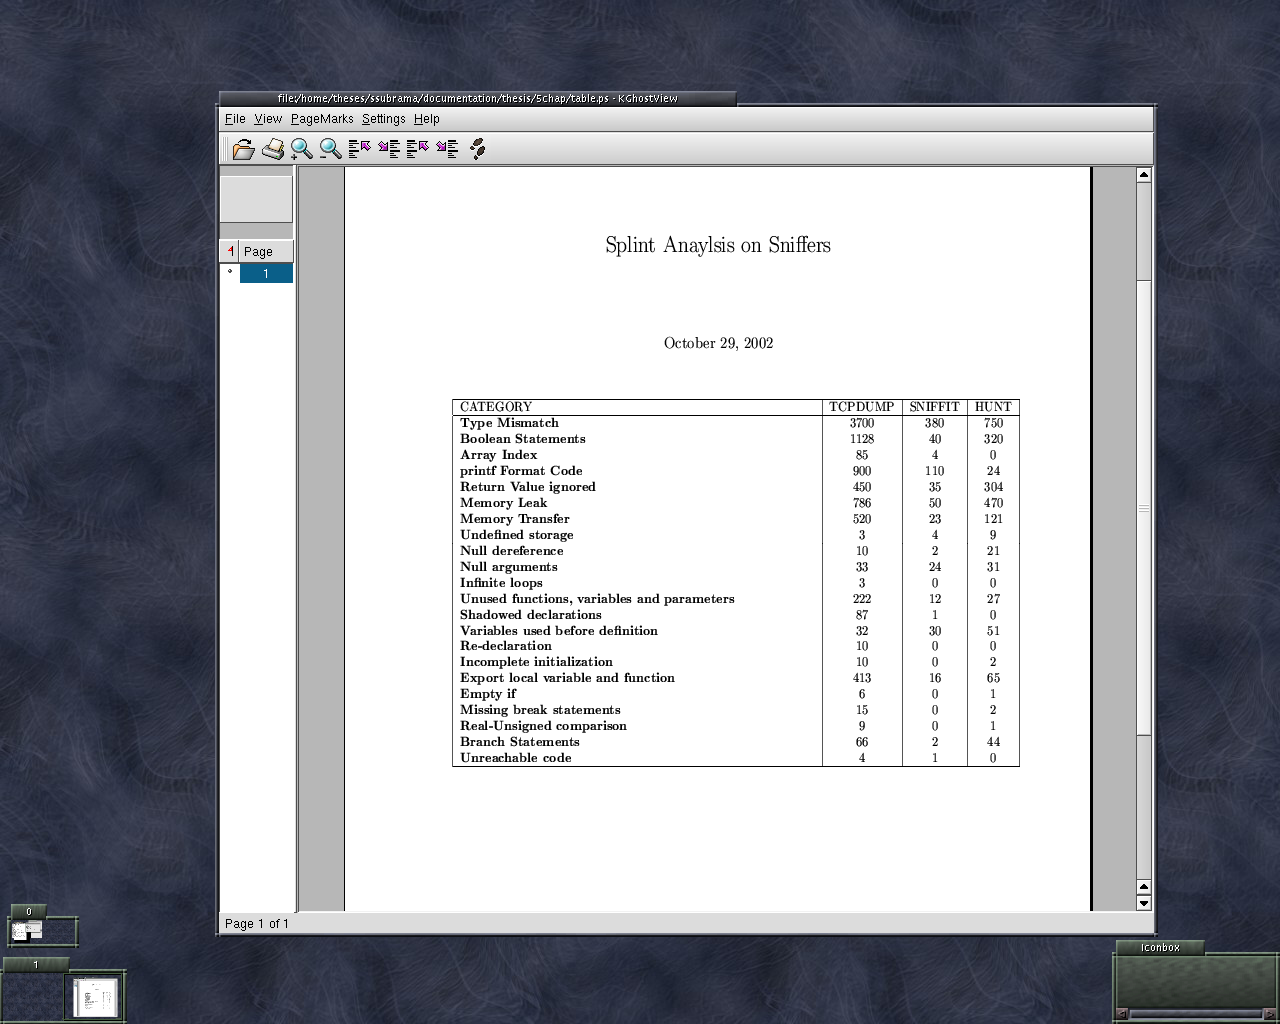 file:/home/theses/ssubrama/documentation/thesis/5chap/table.ps - KGhostView
File View PageMarks Settings Help
Page
1
Splint Anaylsis on Sniffers
October 29, 2002
CATEGORY TCPDUMP SNIFFIT HUNT
Type Mismatch 3700 380 750
Boolean Statements 1128 40 320
Array Index 85 4 0
printf Format Code 900 110 24
Return Value ignored 450 35 304
Memory Leak 786 50 470
Memory Transfer 520 23 121
Undefined storage 3 4 9
Null dereference 10 2 21
Null arguments 33 24 31
Infinite loops 3 0 0
Unused functions, variables and parameters 222 12 27
Shadowed declarations 87 1 0
Variables used before definition 32 30 51
Re-declaration 10 0 0
Incomplete initialization 10 0 2
Export local variable and function 413 16 65
Empty if 6 0 1
Missing break statements 15 0 2
Real-Unsigned comparison 9 0 1
Branch Statements 66 2 44
Unreachable code 4 1 0
Page 1 of 1
0
1
Iconbox